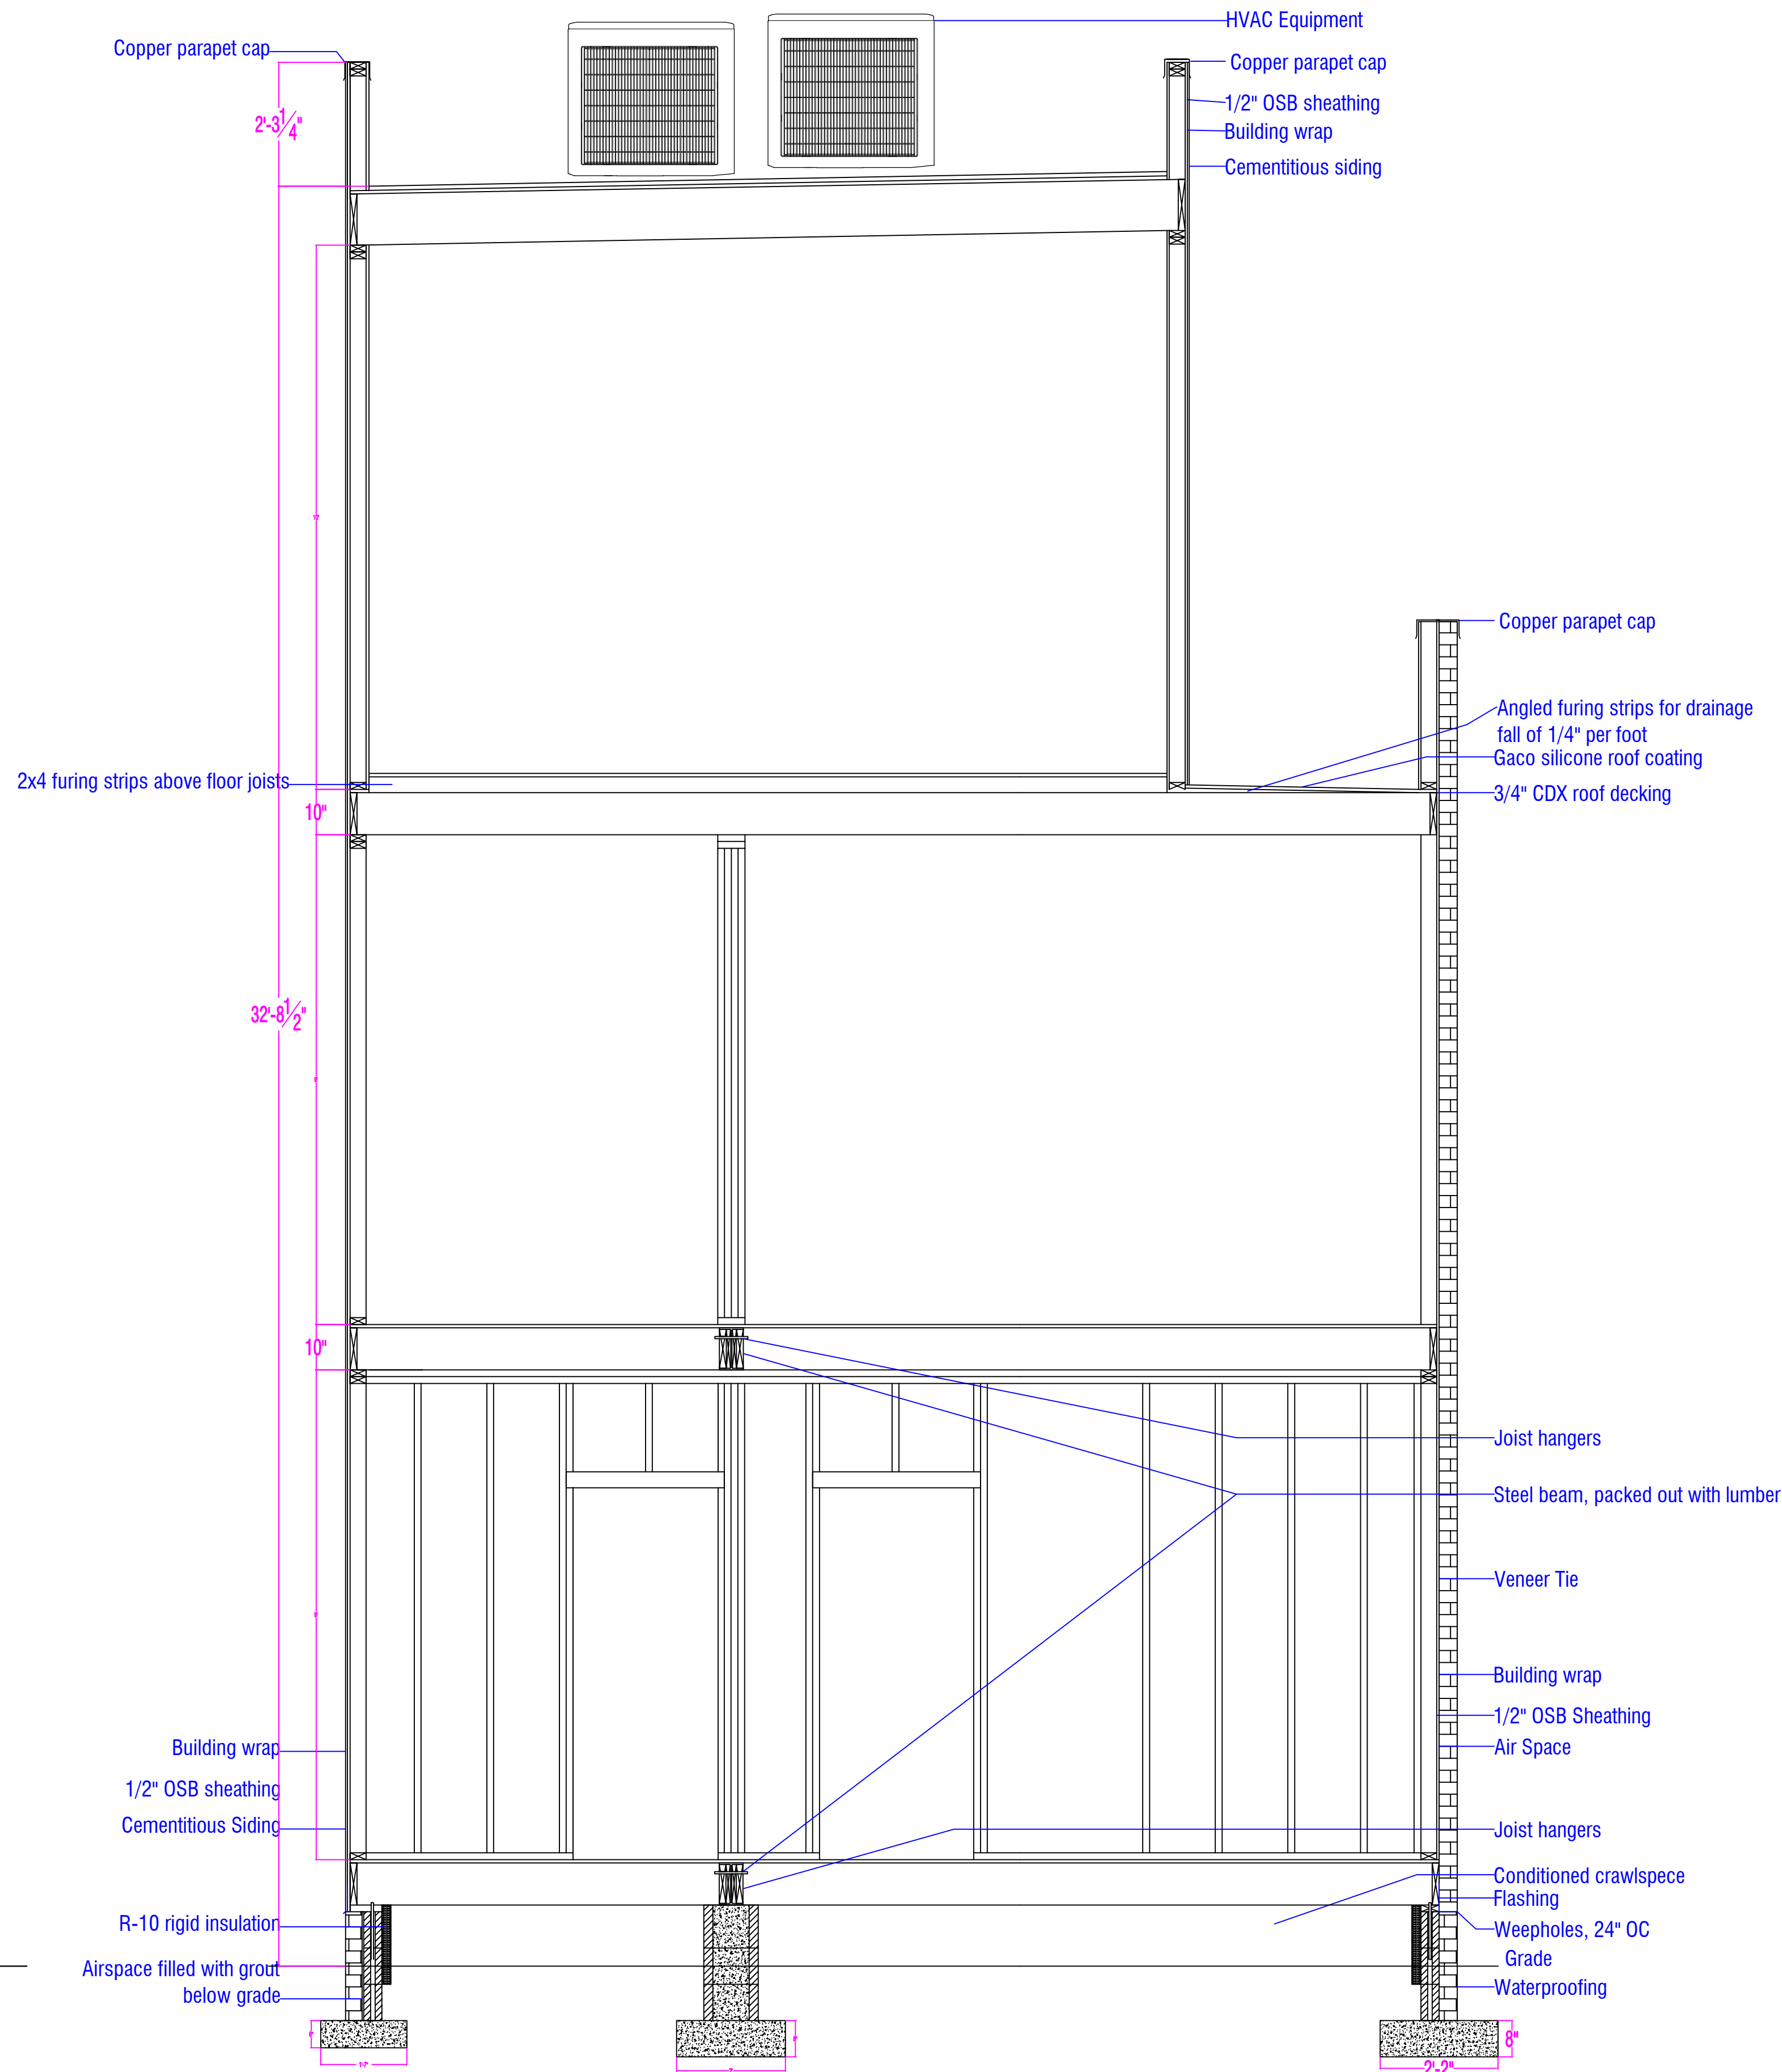 HVAC Equipment
Copper parapet cap
Copper parapet cap
1/2" OSB sheathing
2'-3 1/4"
Building wrap
Cementitious siding
Copper parapet cap
Angled furing strips for drainage
fall of 1/4" per foot
Gaco silicone roof coating
2x4 furing strips above floor joists
3/4" CDX roof decking
10"
32'-8 1/2"
10"
Joist hangers
Steel beam, packed out with lumber
Veneer Tie
Building wrap
1/2" OSB Sheathing
Building wrap
Air Space
1/2" OSB sheathing
Cementitious Siding
Joist hangers
Conditioned crawlspece
Flashing
R-10 rigid insulation
Weepholes, 24" OC
Grade
Airspace filled with grout
below grade
Waterproofing
8"
2'-2"